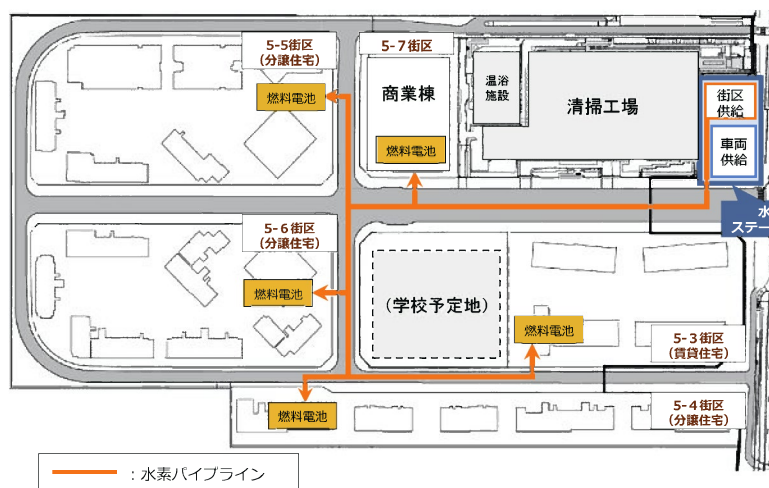 5-5街区
（分譲住宅）
燃料電池
5-7街区
商業棟
燃料電池
温浴
施設
清掃工場
街区
供給
車両
供給
水
ステー
5-6街区
（分譲住宅）
燃料電池
（学校予定地）
燃料電池
5-3街区
（賃貸住宅）
燃料電池
5-4街区
（分譲住宅）
：水素パイプライン